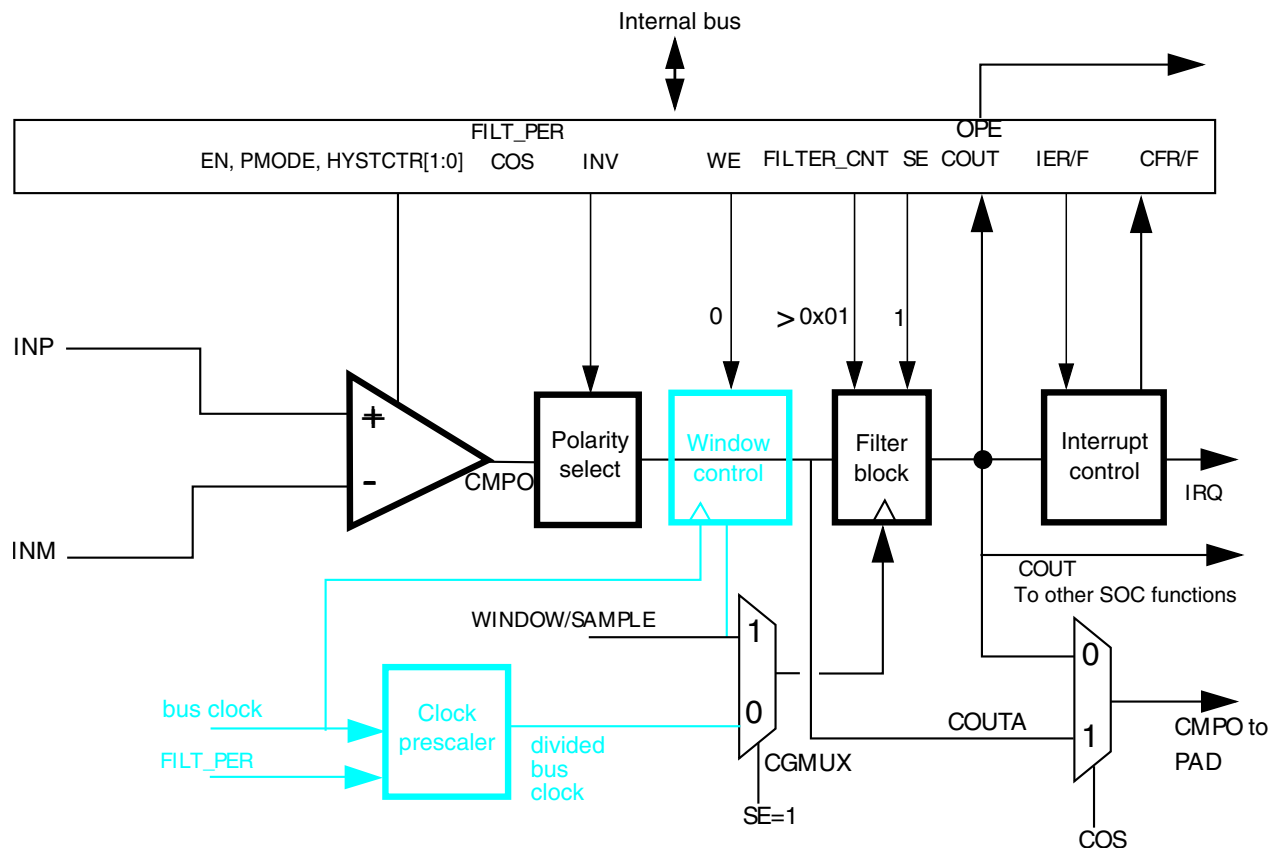 Internal bus
FILT_PER
OPE
EN, PMODE, HYSTCTR[1:0]
COS
INV
WE
FILTER_CNT
SE
COUT
IER/F
CFR/F
0
> 0x01
1
INP
+
-
INM
CMPO
Polarity
select
Window
control
Filter
block
Interrupt
control
IRQ
COUT
To other SOC functions
WINDOW/SAMPLE
1
0
CGMUX
SE=1
bus clock
FILT_PER
Clock
prescaler
divided
bus
clock
COUTA
0
1
CMPO to
PAD
COS